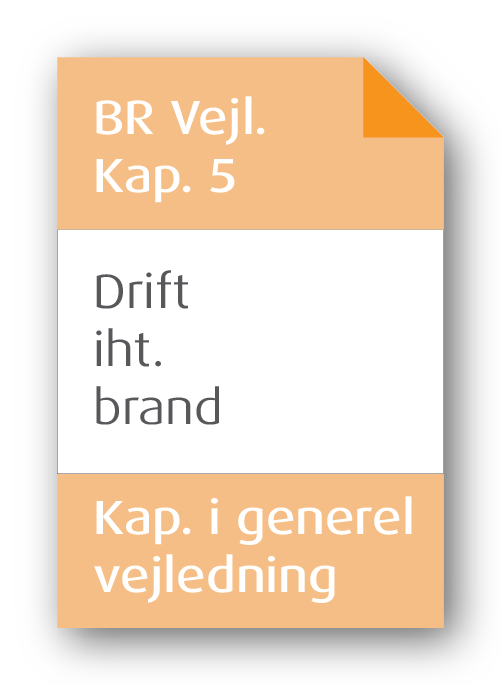 BR Vejl.
Kap. 5
Drift
iht.
brand
Kap. i generel
vejledning